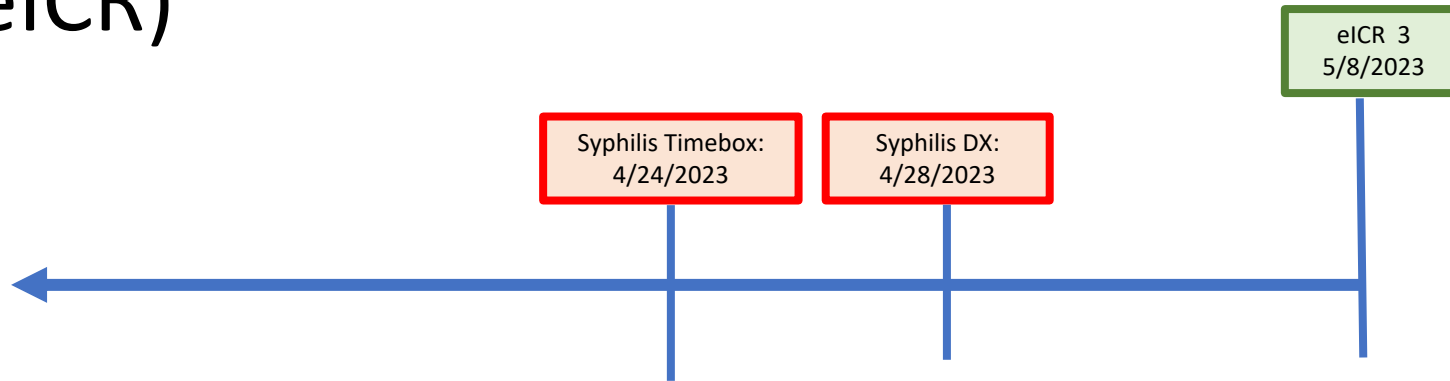 eICR)
eICR 3
5/8/2023
Syphilis Timebox:
4/24/2023
Syphilis DX:
4/28/2023